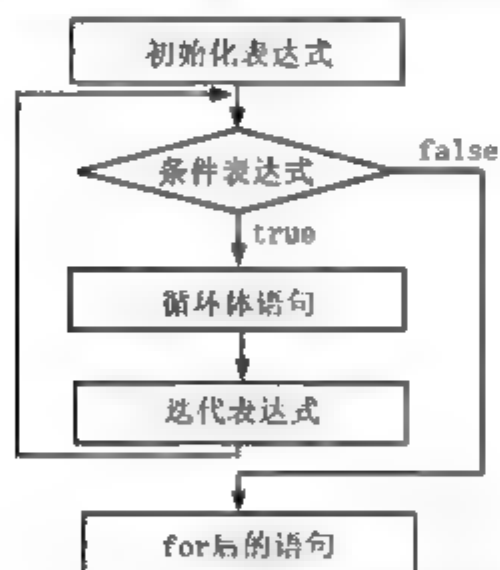 初始化表达式
条件表达式
false
true
循环体语句
迭代表达式
for后的语句